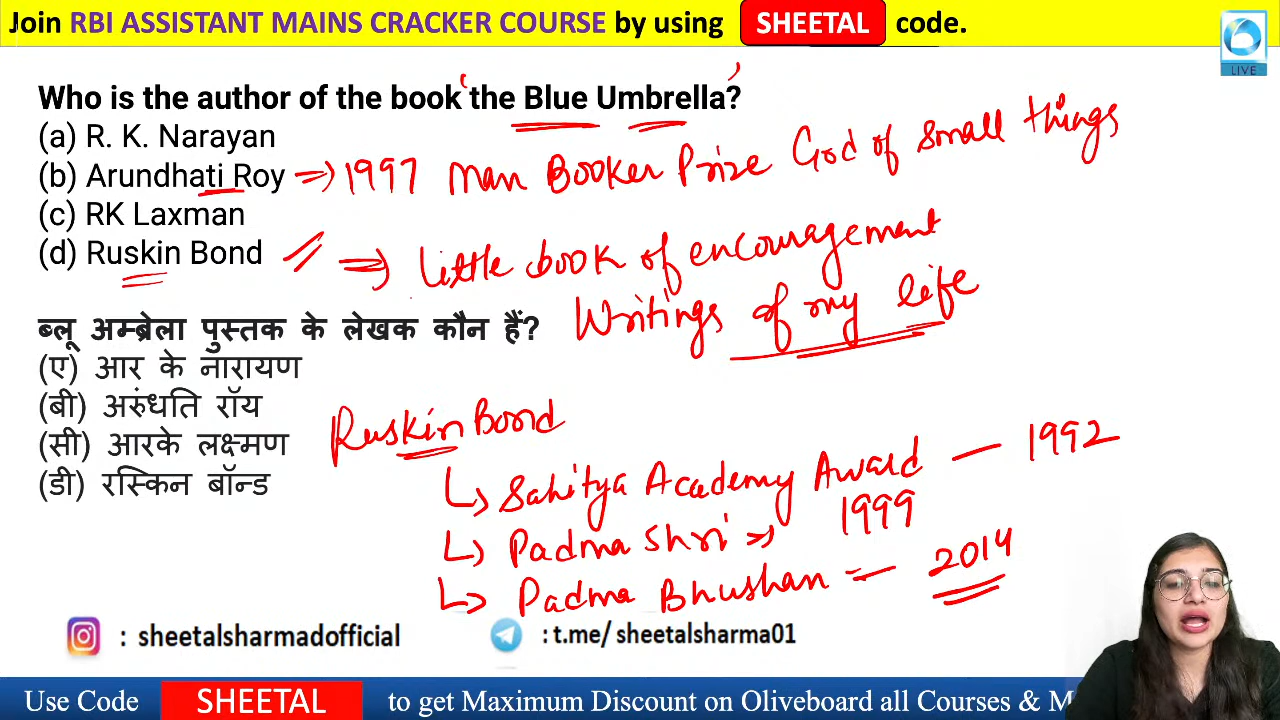 Join RBI ASSISTANT MAINS CRACKER COURSE by using SHEETAL code.
LIVE
Who is the author of the book 'the Blue Umbrella'?
(a) R. K. Narayan
(b) Arundhati Roy => 1997 Man Booker Prize God of small things
(c) RK Laxman
(d) Ruskin Bond => Little book of encouragement
Writings of my life
ब्लू अम्ब्रेला पुस्तक के लेखक कौन हैं?
(ए) आर के नारायण
(बी) अरुंधति रॉय
(सी) आरके लक्ष्मण
(डी) रस्किन बॉन्ड
Ruskin Bond
Sahitya Academy Award — 1992
Padma Shri => 1999
Padma Bhushan = 2014
: sheetalsharmadofficial
: t.me/ sheetalsharma01
Use Code SHEETAL to get Maximum Discount on Oliveboard all Courses & M